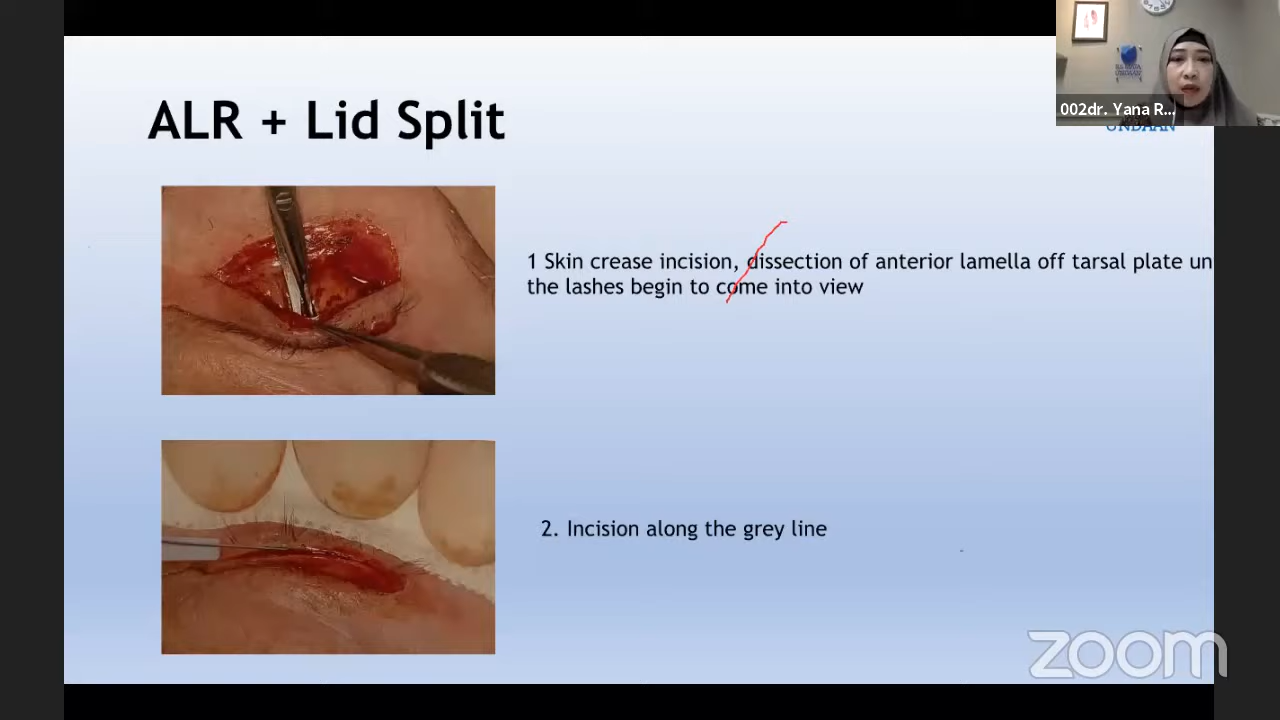 ALR + Lid Split
002dr. Yana R...
UNDAAN
1 Skin crease incision, dissection of anterior lamella off tarsal plate un
the lashes begin to come into view
2. Incision along the grey line
zoom